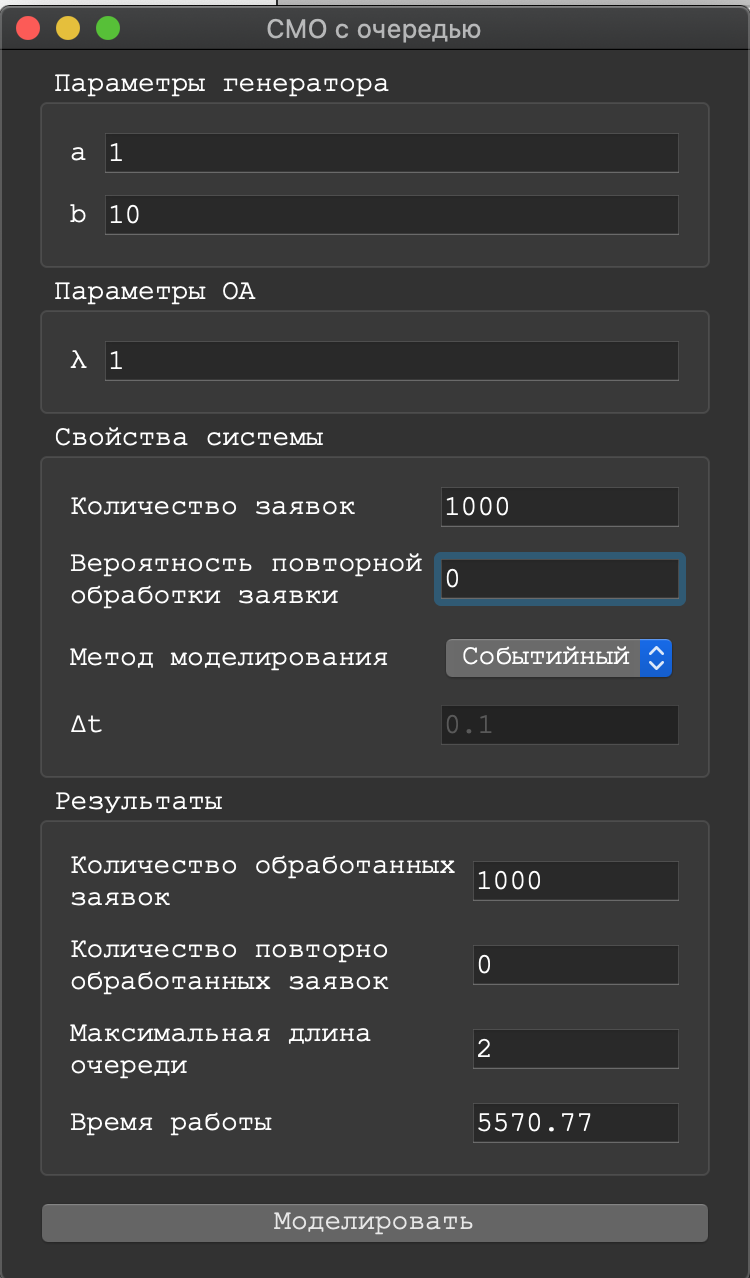 СМО с очередью
Параметры генератора
a 1
b 10
Параметры ОА
λ 1
Свойства системы
Количество заявок 1000
Вероятность повторной
обработки заявки 0
Метод моделирования Событийный
Δt 0.1
Результаты
Количество обработанных
заявок 1000
Количество повторно
обработанных заявок 0
Максимальная длина
очереди 2
Время работы 5570.77
Моделировать